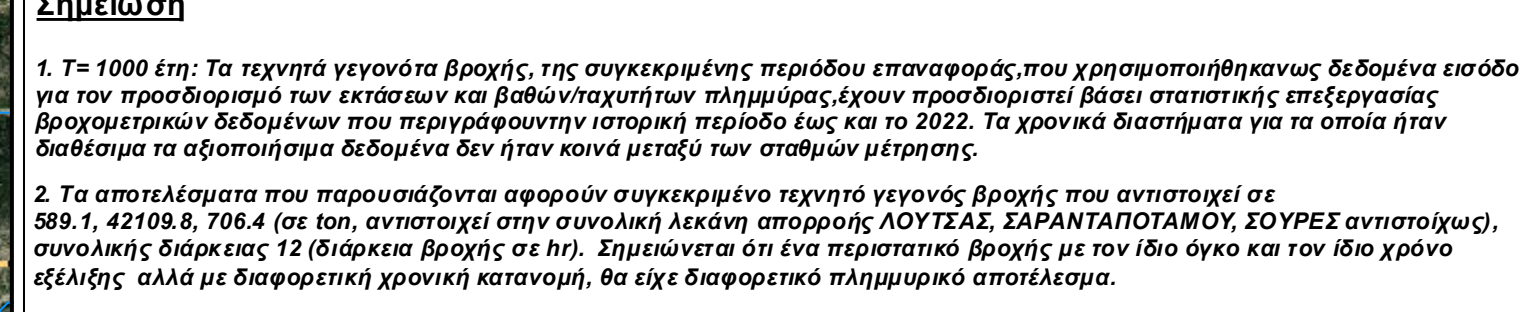 Σημείωση
1. Τ= 1000 έτη: Τα τεχνητά γεγονότα βροχής, της συγκεκριμένης περιόδου επαναφοράς,που χρησιμοποιήθηκανως δεδομένα εισόδο
για τον προσδιορισμό των εκτάσεων και βαθών/ταχυτήτων πλημμύρας,έχουν προσδιοριστεί βάσει στατιστικής επεξεργασίας
βροχομετρικών δεδομένων που περιγράφουντην ιστορική περίοδο έως και το 2022. Τα χρονικά διαστήματα για τα οποία ήταν
διαθέσιμα τα αξιοποιήσιμα δεδομένα δεν ήταν κοινά μεταξύ των σταθμών μέτρησης.
2. Τα αποτελέσματα που παρουσιάζονται αφορούν συγκεκριμένο τεχνητό γεγονός βροχής που αντιστοιχεί σε
589.1, 42109.8, 706.4 (σε ton, αντιστοιχεί στην συνολική λεκάνη απορροής ΛΟΥΤΣΑΣ, ΣΑΡΑΝΤΑΠΟΤΑΜΟΥ, ΣΟΥΡΕΣ αντιστοίχως),
συνολικής διάρκειας 12 (διάρκεια βροχής σε hr). Σημειώνεται ότι ένα περιστατικό βροχής με τον ίδιο όγκο και τον ίδιο χρόνο
εξέλιξης αλλά με διαφορετική χρονική κατανομή, θα είχε διαφορετικό πλημμυρικό αποτέλεσμα.